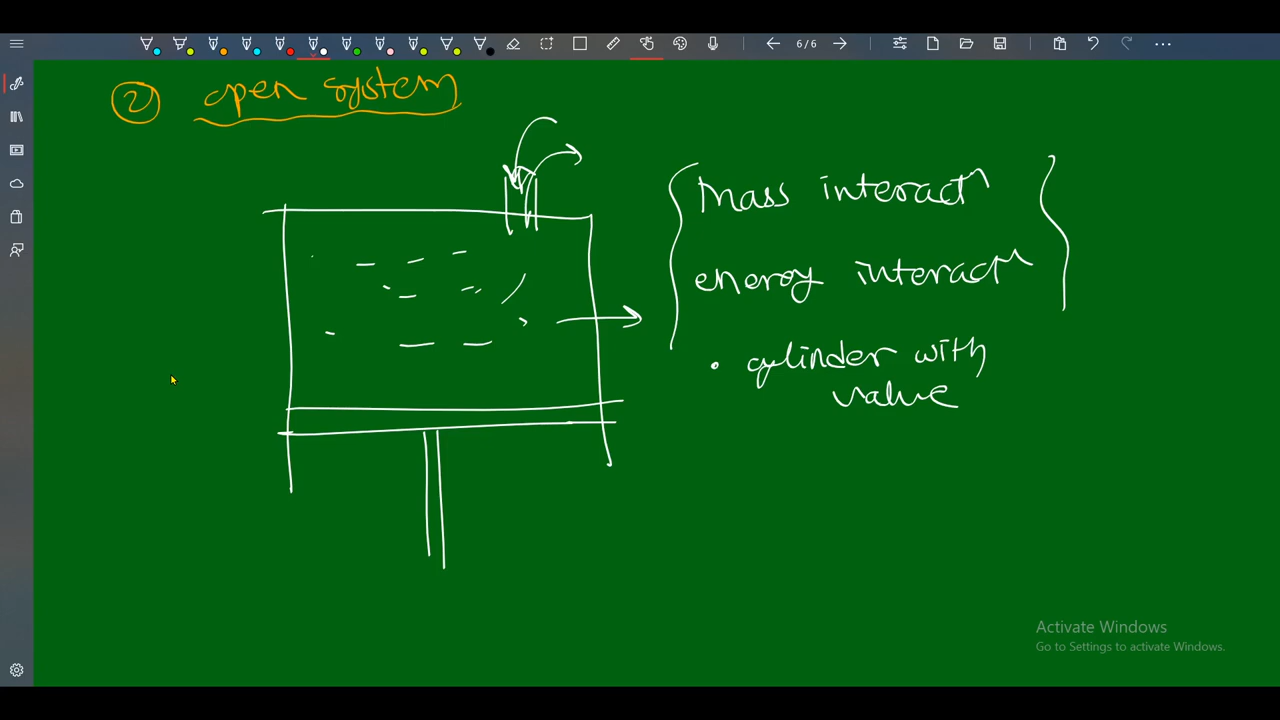 6/6
② open system
mass interactⁿ
energy interactⁿ
• cylinder with
value
Activate Windows
Go to Settings to activate Windows.